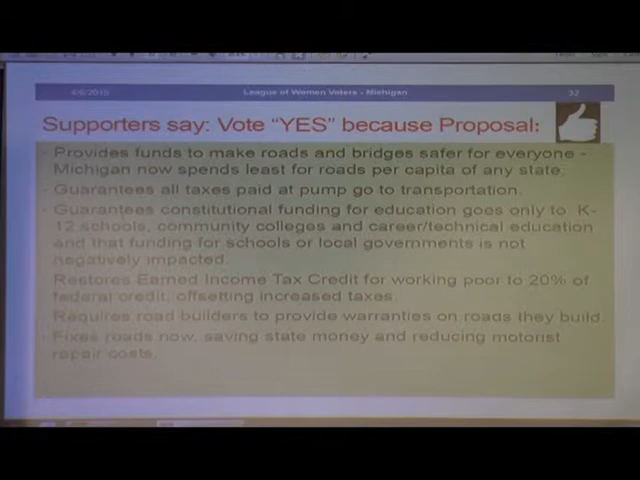 4/6/2015 League of Women Voters - Michigan 32
Supporters say: Vote "YES" because Proposal:
- Provides funds to make roads and bridges safer for everyone -
Michigan now spends least for roads per capita of any state.
- Guarantees all taxes paid at pump go to transportation.
- Guarantees constitutional funding for education goes only to K-
12 schools, community colleges and career/technical education
and that funding for schools or local governments is not
negatively impacted.
Restores Earned Income Tax Credit for working poor to 20% of
federal credit, offsetting increased taxes.
- Requires road builders to provide warranties on roads they build.
- Fixes roads now, saving state money and reducing motorist
repair costs.